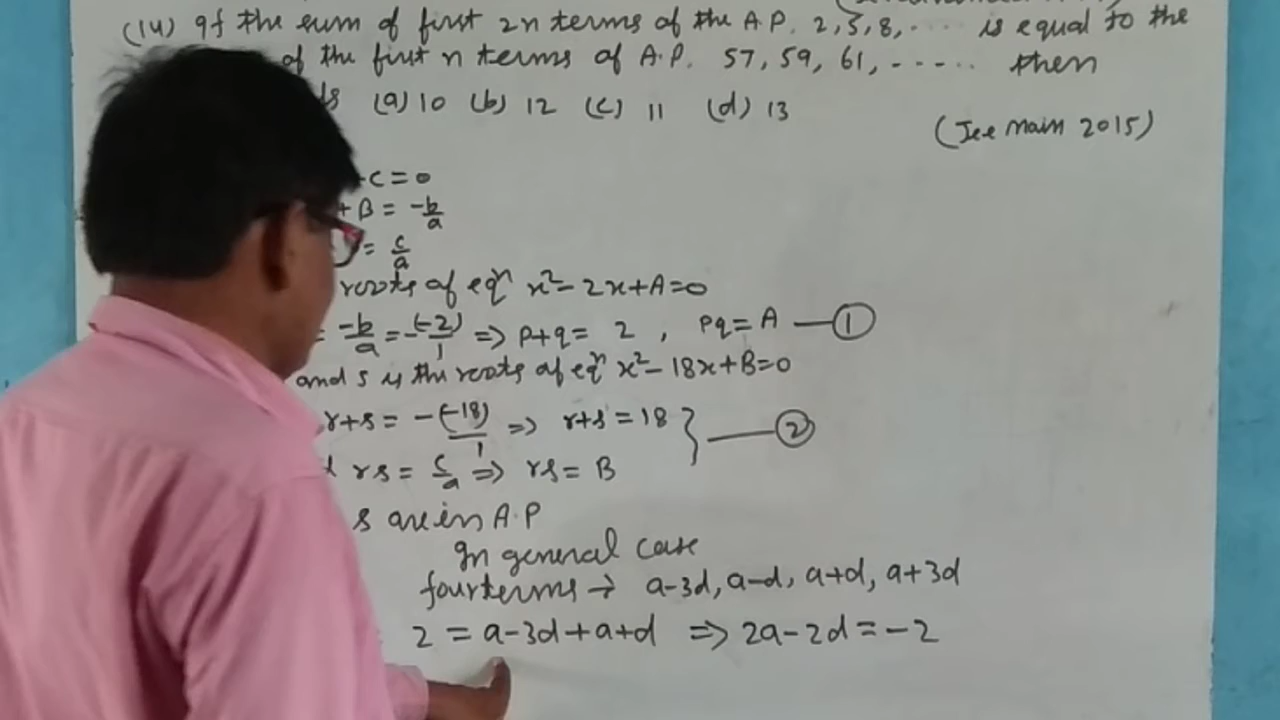 (14) If the sum of first 2n terms of the A.P. 2, 5, 8, ..... is equal to the
of the first n terms of A.P. 57, 59, 61, ------ then
(a) 10 (b) 12 (c) 11 (d) 13
(Jee main 2015)
c = 0
+ β = -b/a
= c/a
roots of eqⁿ x² - 2x + A = 0
= -b/a = -(-2)/1 => p+q = 2 , pq = A —①
and s is the roots of eqⁿ x² - 18x + B = 0
r+s = -(-18)/1 => r+s = 18 } —②
rs = c/a => rs = B
s are in A.P
In general case
four terms → a-3d, a-d, a+d, a+3d
2 = a-3d+a+d => 2a-2d = -2